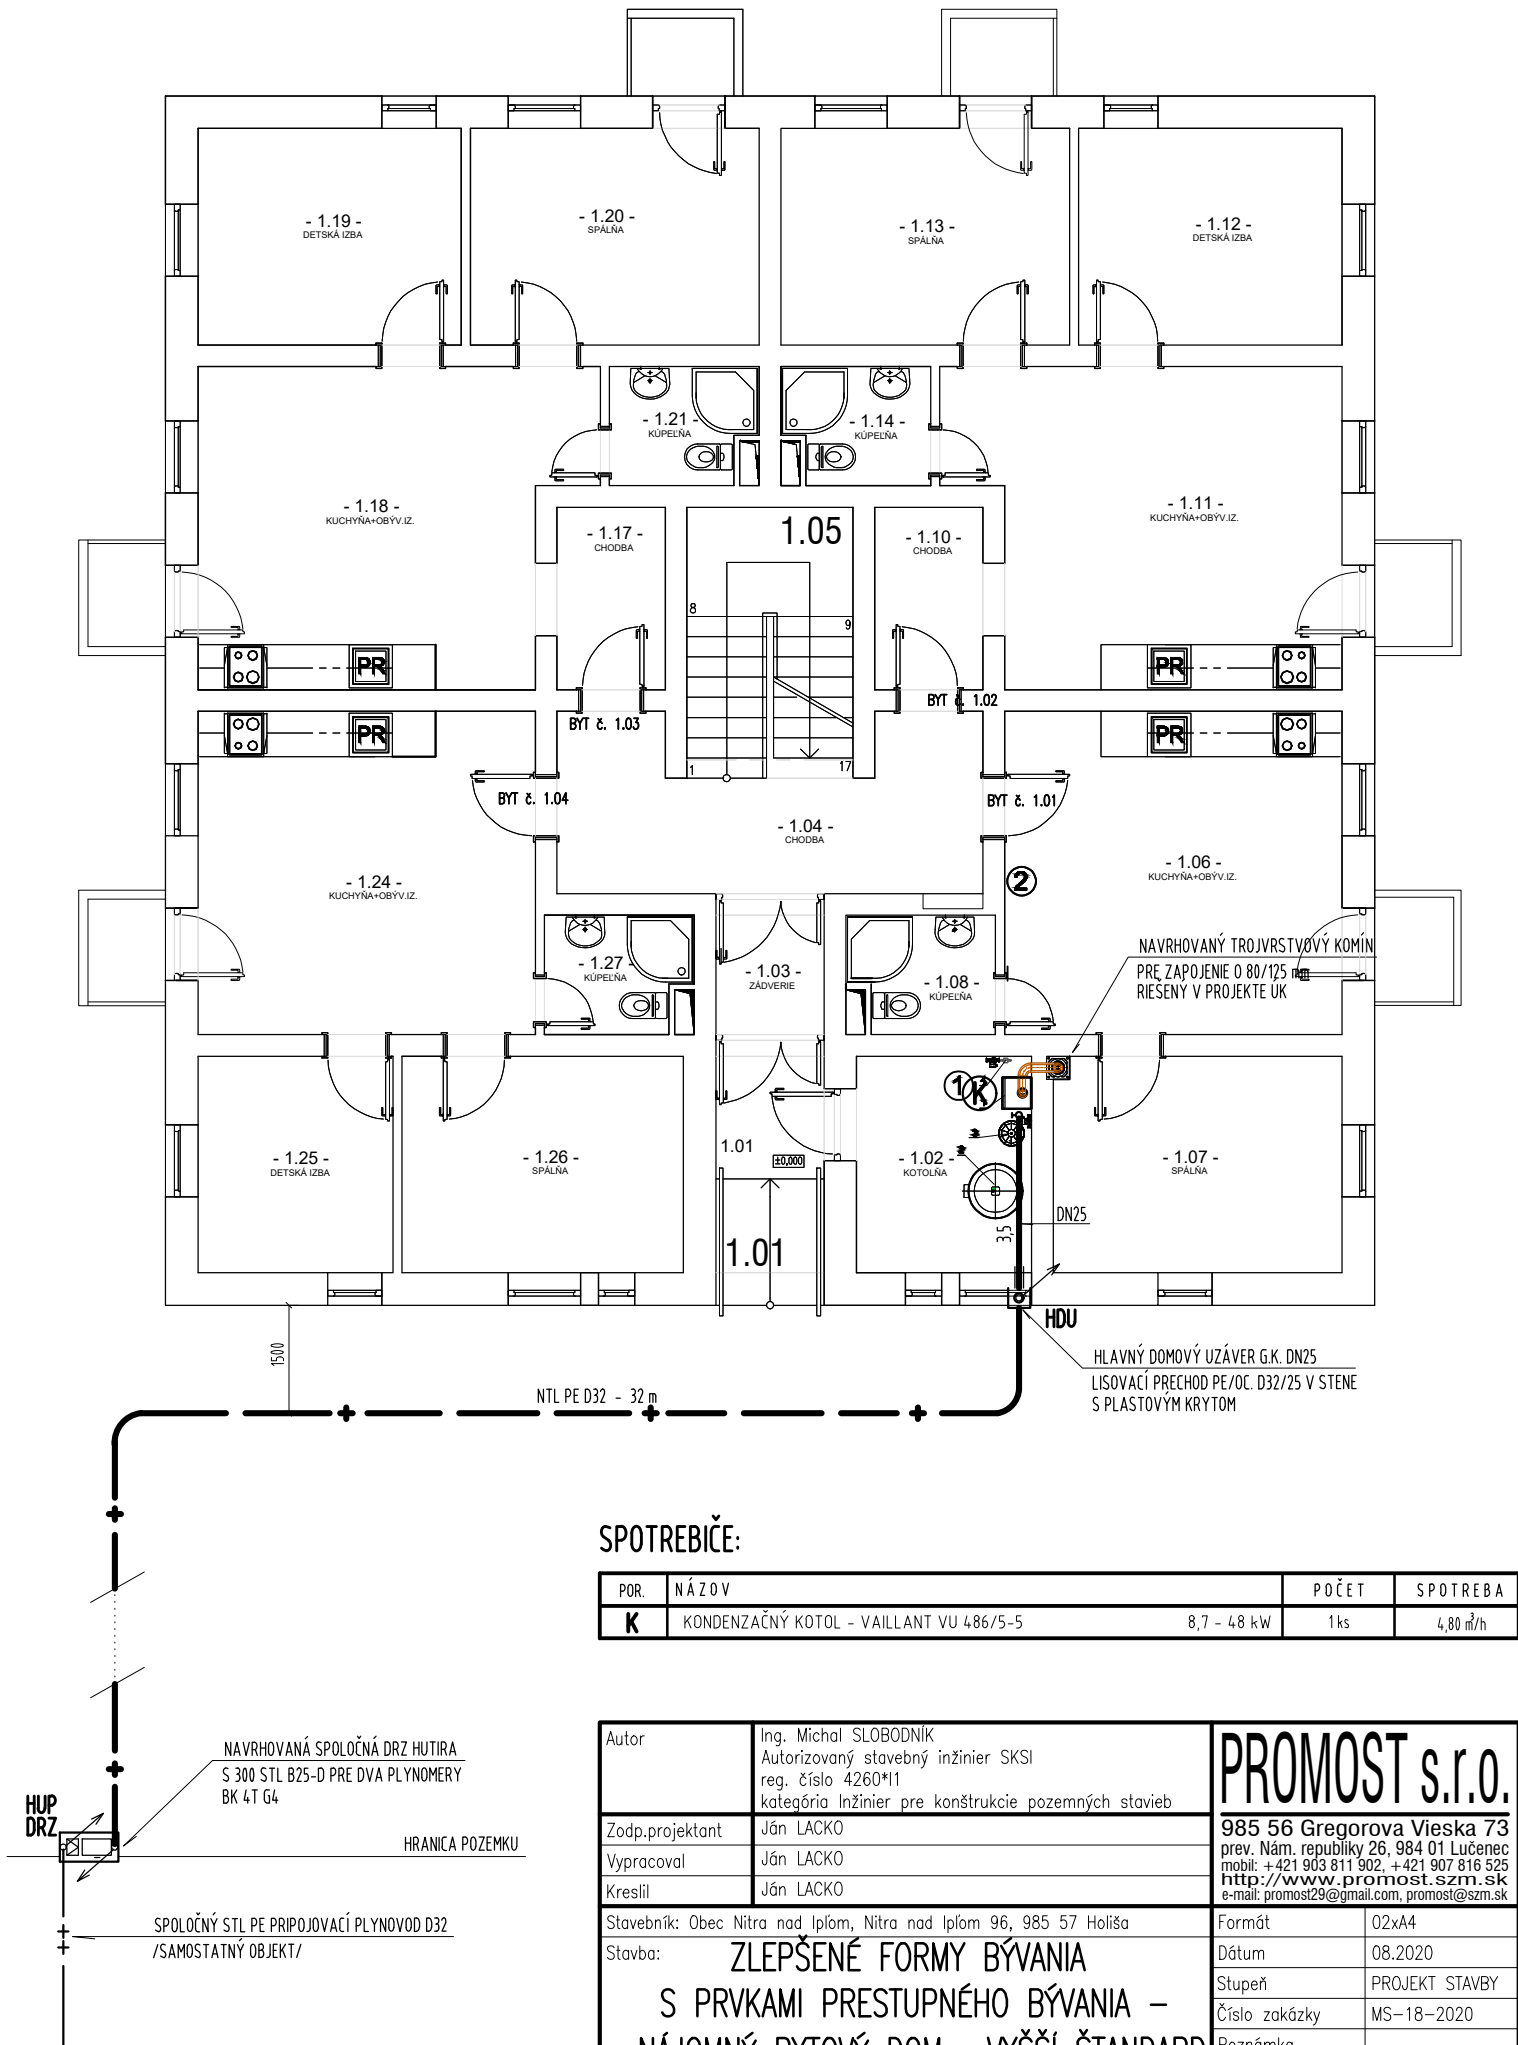 - 1.19 -
DETSKÁ IZBA
- 1.20 -
SPÁLŇA
- 1.13 -
SPÁLŇA
- 1.12 -
DETSKÁ IZBA
- 1.21 -
KÚPEĽŇA
- 1.14 -
KÚPEĽŇA
- 1.18 -
KUCHYŇA+OBÝV.IZ.
- 1.17 -
CHODBA
1.05
- 1.10 -
CHODBA
- 1.11 -
KUCHYŇA+OBÝV.IZ.
8
9
PR
PR
BYT č. 1.03
BYT č. 1.02
PR
PR
1
17
BYT č. 1.04
BYT č. 1.01
- 1.04 -
CHODBA
- 1.24 -
KUCHYŇA+OBÝV.IZ.
- 1.06 -
KUCHYŇA+OBÝV.IZ.
2
- 1.27 -
KÚPEĽŇA
- 1.03 -
ZÁDVERIE
- 1.08 -
KÚPEĽŇA
NAVRHOVANÝ TROJVRSTVOVÝ KOMÍN
PRE ZAPOJENIE O 80/125 mm
RIEŠENÝ V PROJEKTE ÚK
1
K
- 1.25 -
DETSKÁ IZBA
- 1.26 -
SPÁLŇA
1.01
±0,000
- 1.02 -
KOTOLŇA
- 1.07 -
SPÁLŇA
DN25
3,5
1.01
HDU
HLAVNÝ DOMOVÝ UZÁVER G.K. DN25
LISOVACÍ PRECHOD PE/OC. D32/25 V STENE
S PLASTOVÝM KRYTOM
1500
NTL PE D32 - 32 m
SPOTREBIČE:
POR. NÁZOV POČET SPOTREBA
K KONDENZAČNÝ KOTOL - VAILLANT VU 486/5-5 8,7 - 48 kW 1 ks 4,80 m³/h
NAVRHOVANÁ SPOLOČNÁ DRZ HUTIRA
S 300 STL B25-D PRE DVA PLYNOMERY
BK 4T G4
HUP
DRZ
HRANICA POZEMKU
SPOLOČNÝ STL PE PRIPOJOVACÍ PLYNOVOD D32
/SAMOSTATNÝ OBJEKT/
Autor
Ing. Michal SLOBODNÍK
Autorizovaný stavebný inžinier SKSI
reg. číslo 4260*I1
kategória Inžinier pre konštrukcie pozemných stavieb
Zodp.projektant Ján LACKO
Vypracoval Ján LACKO
Kreslil Ján LACKO
PROMOST s.r.o.
985 56 Gregorova Vieska 73
prev. Nám. republiky 26, 984 01 Lučenec
mobil: +421 903 811 902, +421 907 816 525
http://www.promost.szm.sk
e-mail: promost29@gmail.com, promost@szm.sk
Stavebník: Obec Nitra nad Ipľom, Nitra nad Ipľom 96, 985 57 Holiša
Stavba:
ZLEPŠENÉ FORMY BÝVANIA
S PRVKAMI PRESTUPNÉHO BÝVANIA –
NÁJOMNÝ BYTOVÝ DOM – VYŠŠÍ ŠTANDARD
Formát 02xA4
Dátum 08.2020
Stupeň PROJEKT STAVBY
Číslo zakázky MS-18-2020
Poznámka